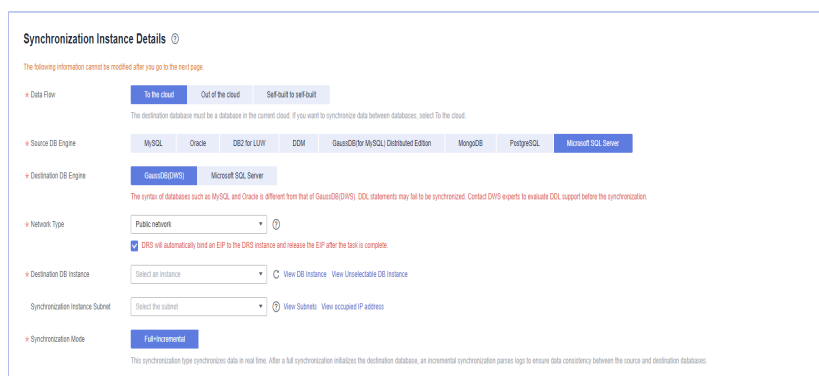 Synchronization Instance Details
The following information cannot be modified after you go to the next page.
* Data Flow To the cloud Out of the cloud Self-built to self-built
The destination database must be a database in the current cloud. If you want to synchronize data between databases, select To the cloud.
* Source DB Engine MySQL Oracle DB2 for LUW DDM GaussDB(for MySQL) Distributed Edition MongoDB PostgreSQL Microsoft SQL Server
* Destination DB Engine GaussDB(DWS) Microsoft SQL Server
The syntax of databases such as MySQL and Oracle is different from that of GaussDB(DWS). DDL statements may fail to be synchronized. Contact DWS experts to evaluate DDL support before the synchronization.
* Network Type Public network
DRS will automatically bind an EIP to the DRS instance and release the EIP after the task is complete.
* Destination DB Instance Select an instance View DB Instance View Unselectable DB Instance
Synchronization Instance Subnet Select the subnet View Subnets View occupied IP address
* Synchronization Mode Full+Incremental
This synchronization type synchronizes data in real time. After a full synchronization initializes the destination database, an incremental synchronization parses logs to ensure data consistency between the source and destination databases.